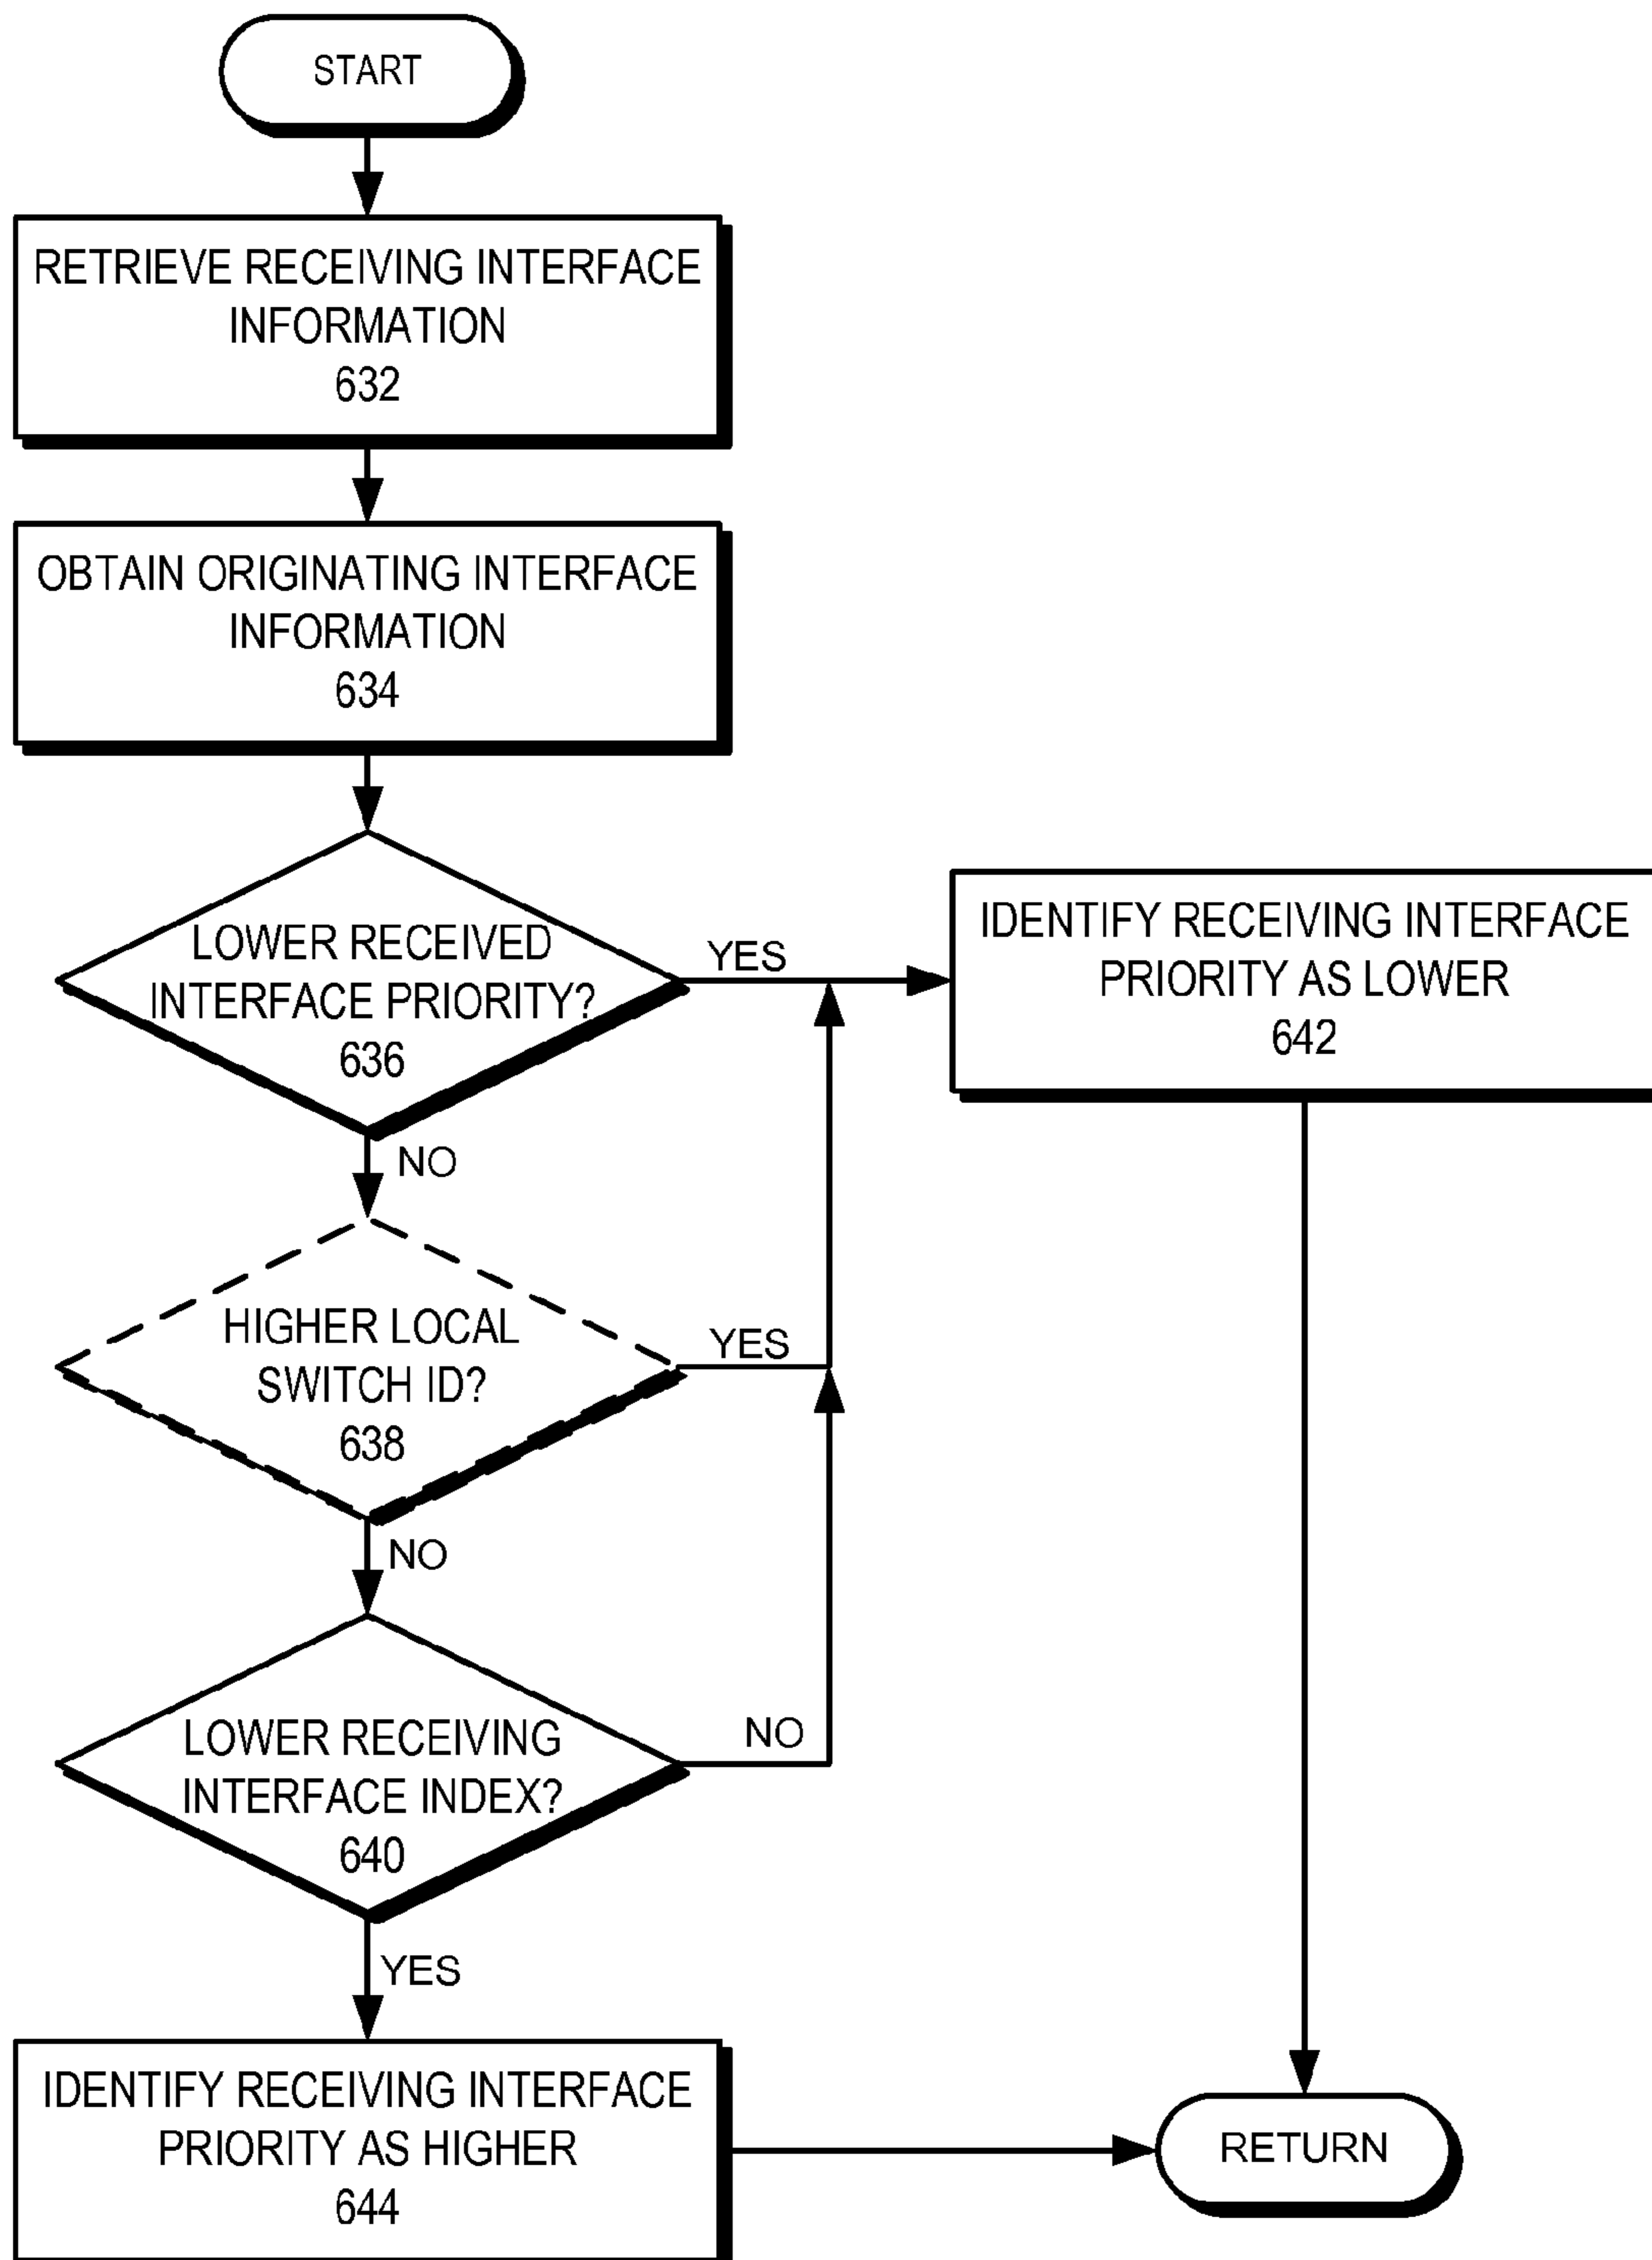 START
RETRIEVE RECEIVING INTERFACE
INFORMATION
632
OBTAIN ORIGINATING INTERFACE
INFORMATION
634
LOWER RECEIVED
INTERFACE PRIORITY?
636
YES
IDENTIFY RECEIVING INTERFACE
PRIORITY AS LOWER
642
NO
HIGHER LOCAL
SWITCH ID?
638
YES
NO
LOWER RECEIVING
INTERFACE INDEX?
640
NO
YES
IDENTIFY RECEIVING INTERFACE
PRIORITY AS HIGHER
644
RETURN